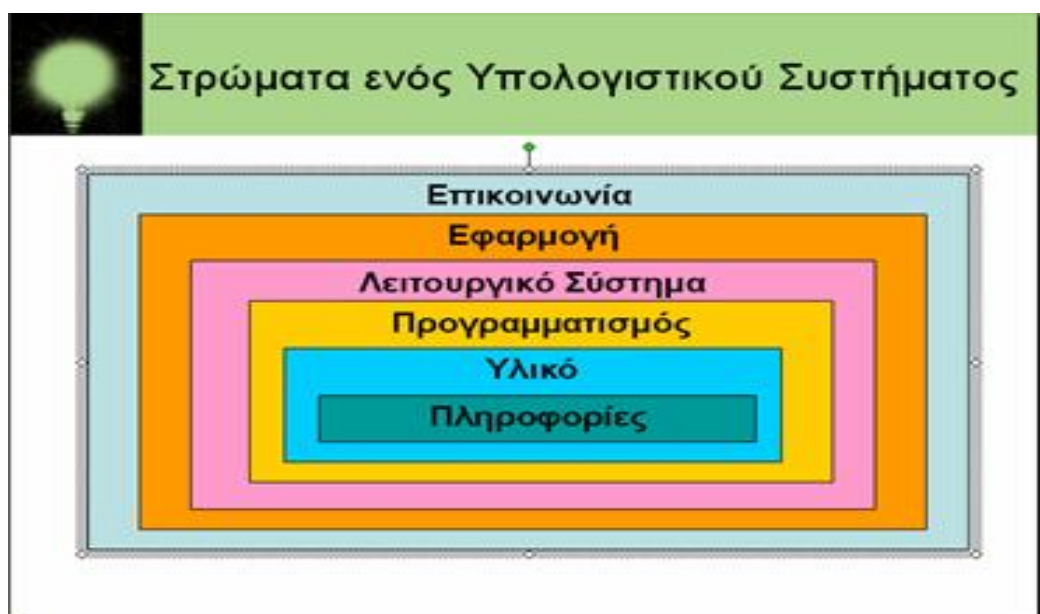 Στρώματα ενός Υπολογιστικού Συστήματος
Επικοινωνία
Εφαρμογή
Λειτουργικό Σύστημα
Προγραμματισμός
Υλικό
Πληροφορίες